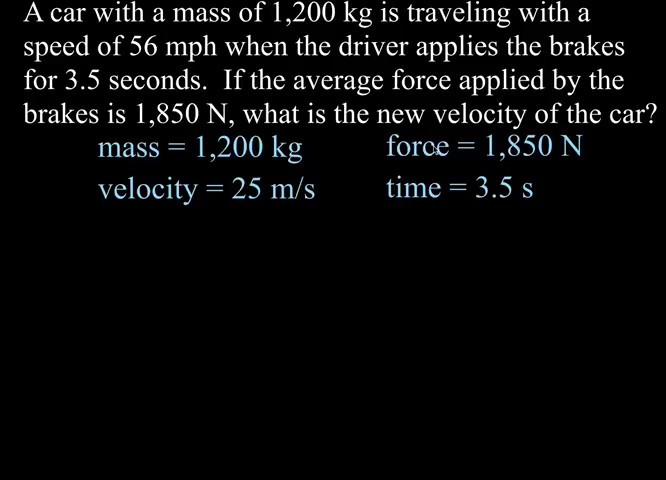 A car with a mass of 1,200 kg is traveling with a
speed of 56 mph when the driver applies the brakes
for 3.5 seconds.  If the average force applied by the
brakes is 1,850 N, what is the new velocity of the car?
mass = 1,200 kg
force = 1,850 N
velocity = 25 m/s
time = 3.5 s